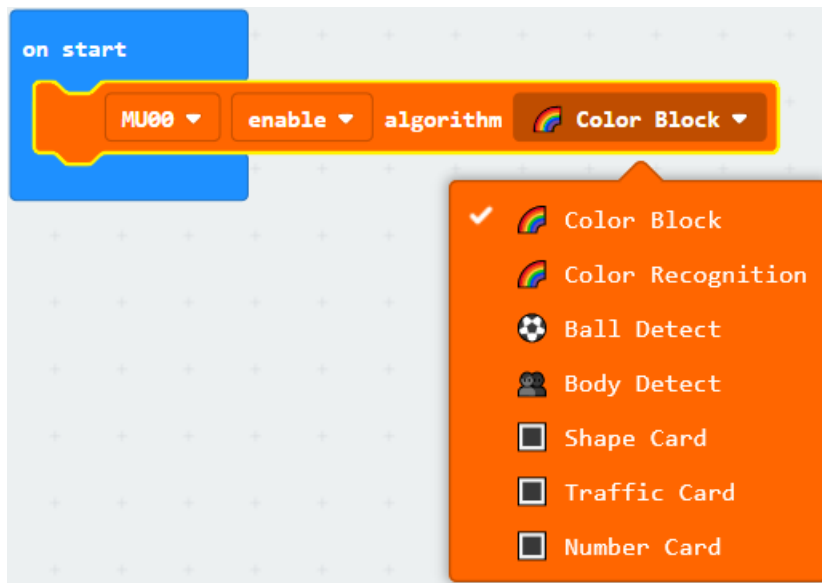 on start
MU00 enable algorithm Color Block
Color Block
Color Recognition
Ball Detect
Body Detect
Shape Card
Traffic Card
Number Card